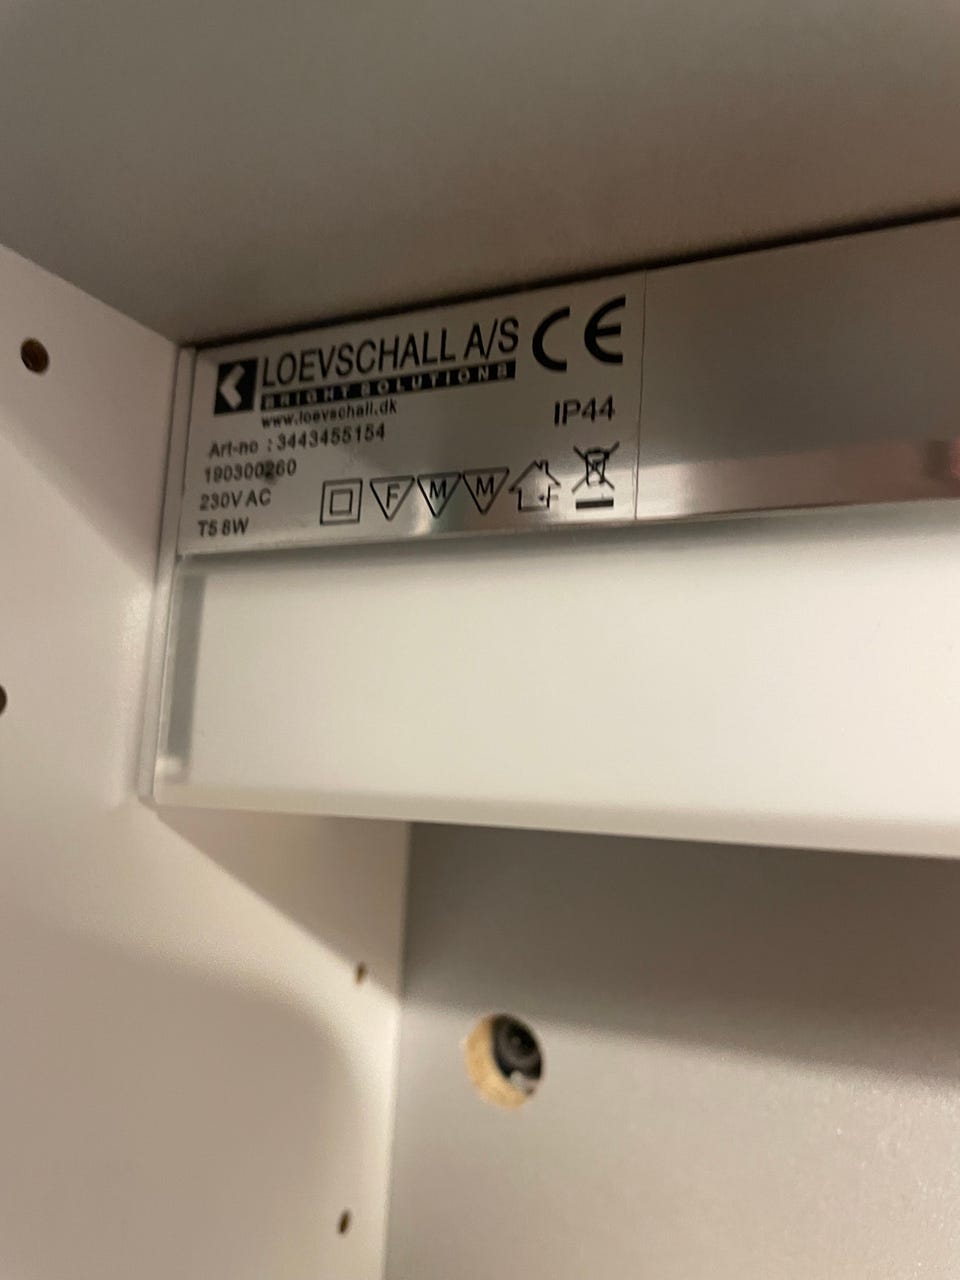 LOEVSCHALL A/S
BRIGHT SOLUTIONS
www.loevschall.dk
Art-no : 3443455154
190300260
230V AC
T5 8W
CE
IP44
F M M F